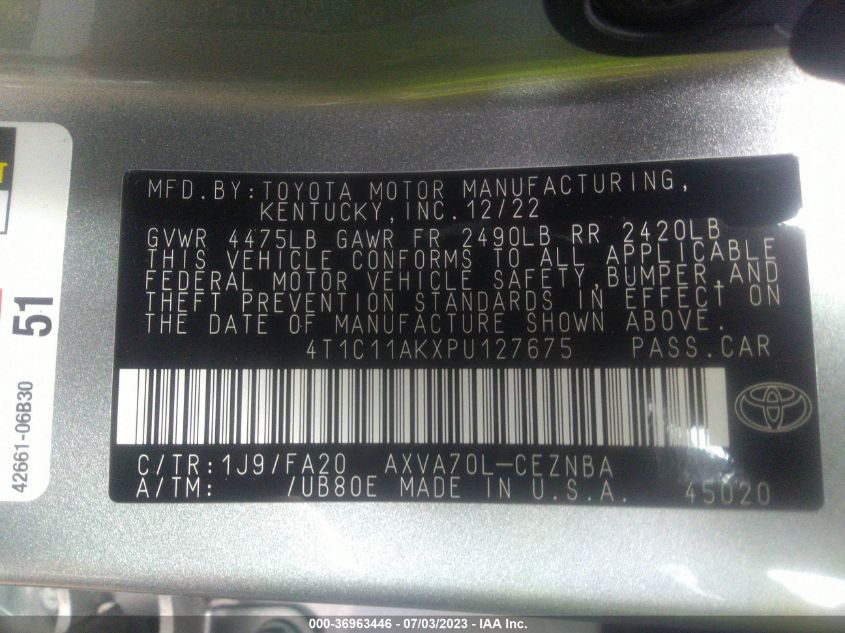 MFD.BY:TOYOTA MOTOR MANUFACTURING,
KENTUCKY,INC.12/22
GVWR 4475LB GAWR FR 2490LB RR 2420LB
THIS VEHICLE CONFORMS TO ALL APPLICABLE
FEDERAL MOTOR VEHICLE SAFETY,BUMPER,AND
THEFT PREVENTION STANDARDS IN EFFECT ON
THE DATE OF MANUFACTURE SHOWN ABOVE.
4T1C11AKXPU127675 PASS.CAR
C/TR:1J9/FA20 AXVA70L-CEZNBA
A/TM: /UB80E MADE IN U.S.A. 45020
51
42661-06B30
000-36963446 - 07/03/2023 - IAA Inc.